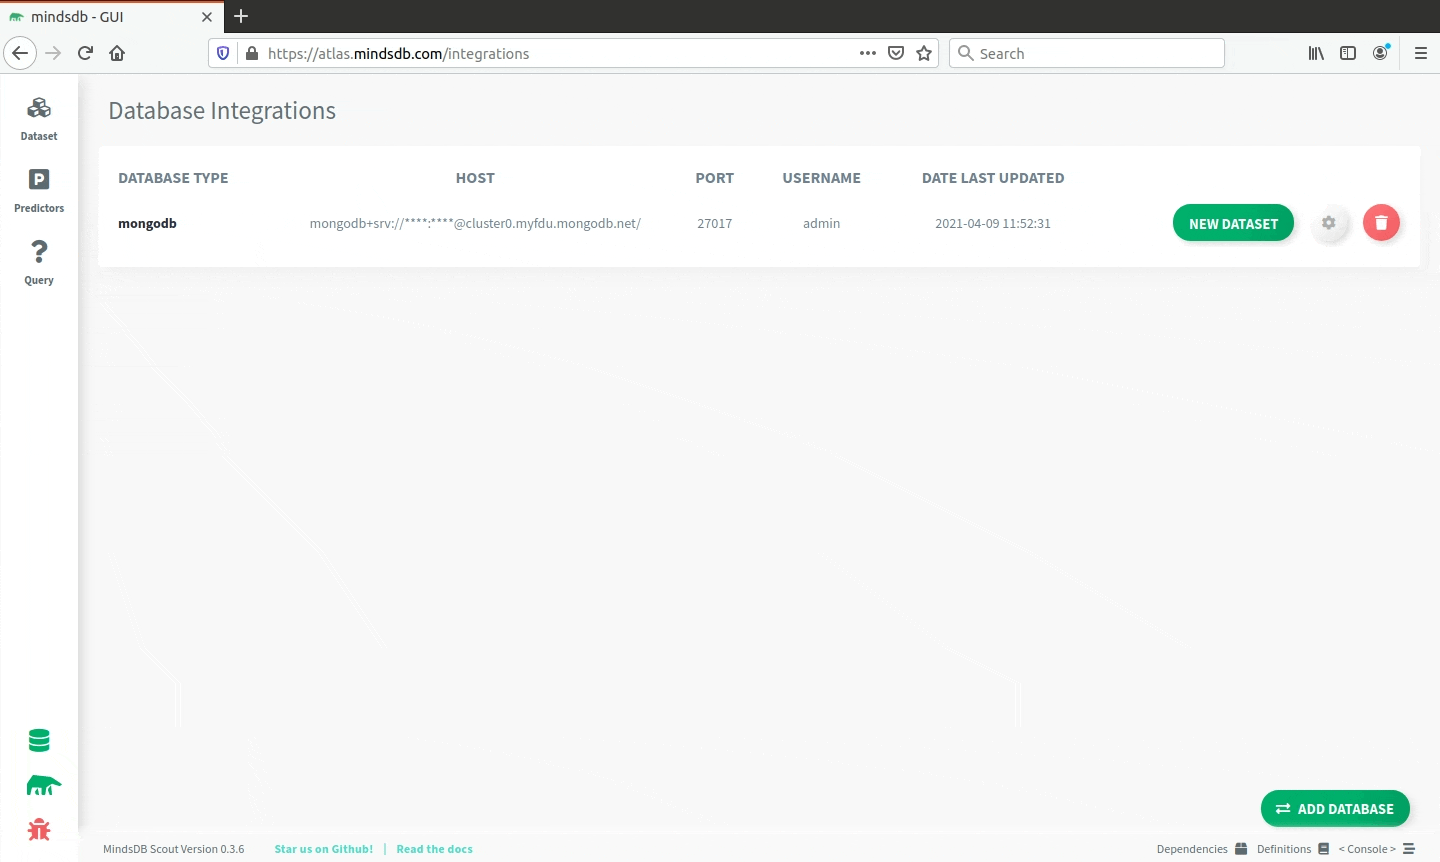 mindsdb - GUI
https://atlas.mindsdb.com/integrations
Search
Dataset
Predictors
Query
Database Integrations
DATABASE TYPE HOST PORT USERNAME DATE LAST UPDATED
mongodb mongodb+srv://****:****@cluster0.myfdu.mongodb.net/ 27017 admin 2021-04-09 11:52:31 NEW DATASET
ADD DATABASE
MindsDB Scout Version 0.3.6 Star us on Github! | Read the docs Dependencies Definitions < Console >